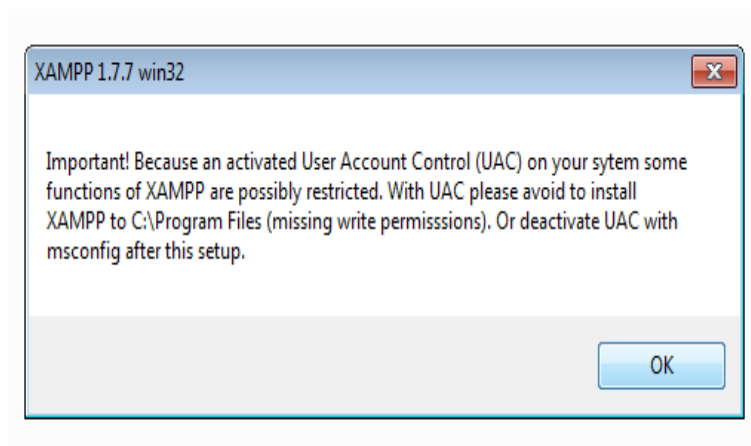 XAMPP 1.7.7 win32
Important! Because an activated User Account Control (UAC) on your sytem some
functions of XAMPP are possibly restricted. With UAC please avoid to install
XAMPP to C:\Program Files (missing write permisssions). Or deactivate UAC with
msconfig after this setup.
OK